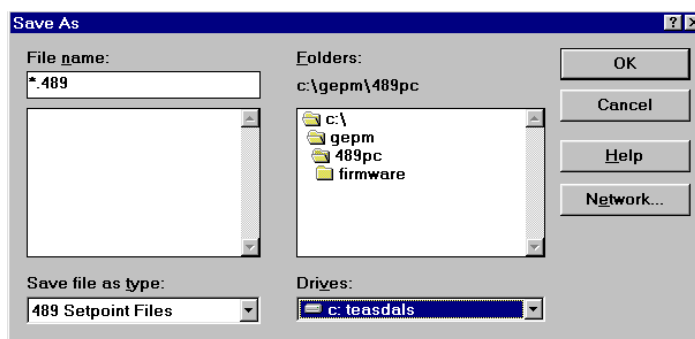 Save As
File name:
*.489
Save file as type:
489 Setpoint Files
Folders:
c:\gepm\489pc
c:\
gepm
489pc
firmware
Drives:
c: teasdals
OK
Cancel
Help
Network...